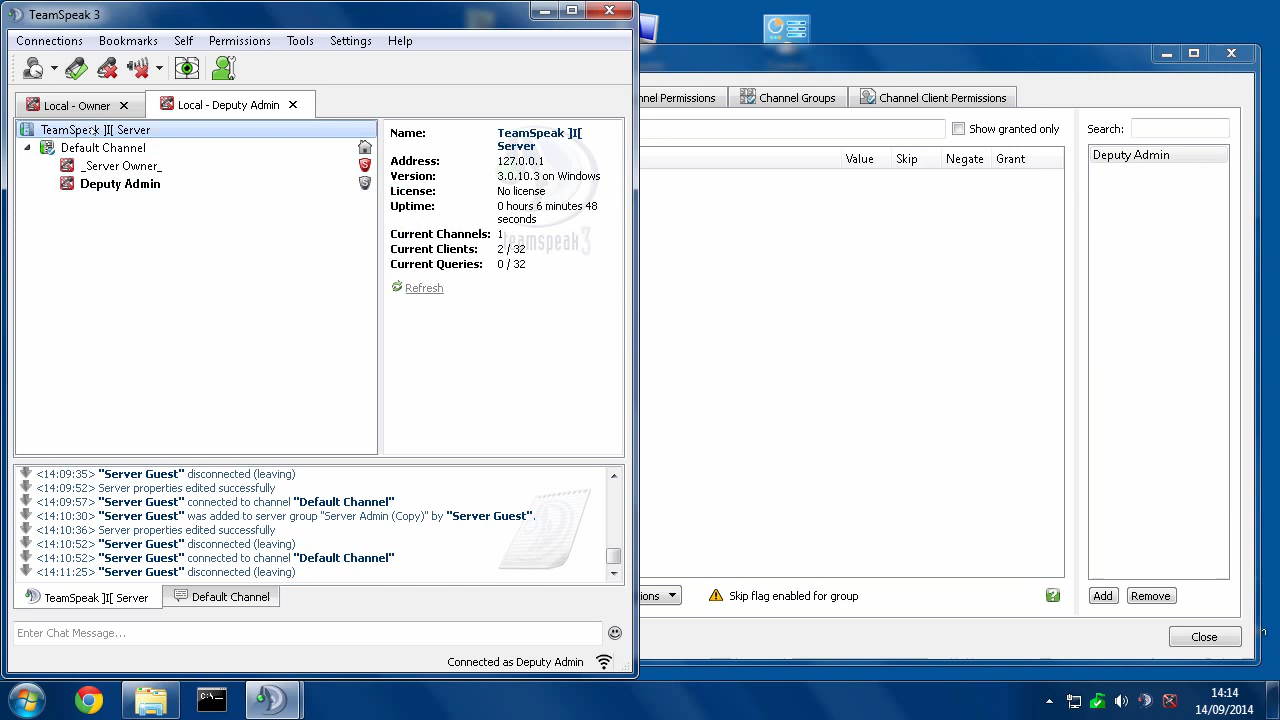 TeamSpeak 3
Connections Bookmarks Self Permissions Tools Settings Help
Local - Owner
Local - Deputy Admin
TeamSpeak ]I[ Server
Default Channel
_Server Owner_
Deputy Admin
Name: TeamSpeak ]I[ Server
Address: 127.0.0.1
Version: 3.0.10.3 on Windows
License: No license
Uptime: 0 hours 6 minutes 48 seconds
Current Channels: 1
Current Clients: 2 / 32
Current Queries: 0 / 32
Refresh
teamspeak3
<14:09:35> "Server Guest" disconnected (leaving)
<14:09:35> Server properties edited successfully
<14:09:57> "Server Guest" connected to channel "Default Channel"
<14:10:30> "Server Guest" was added to server group "Server Admin (Copy)" by "Server Guest".
<14:10:36> Server properties edited successfully
<14:10:52> "Server Guest" disconnected (leaving)
<14:10:52> "Server Guest" connected to channel "Default Channel"
<14:11:25> "Server Guest" disconnected (leaving)
TeamSpeak ]I[ Server
Default Channel
Enter Chat Message...
Connected as Deputy Admin
nel Permissions
Channel Groups
Channel Client Permissions
Show granted only
Value Skip Negate Grant
Search:
Deputy Admin
ions
Skip flag enabled for group
Add
Remove
Close
14:14
14/09/2014